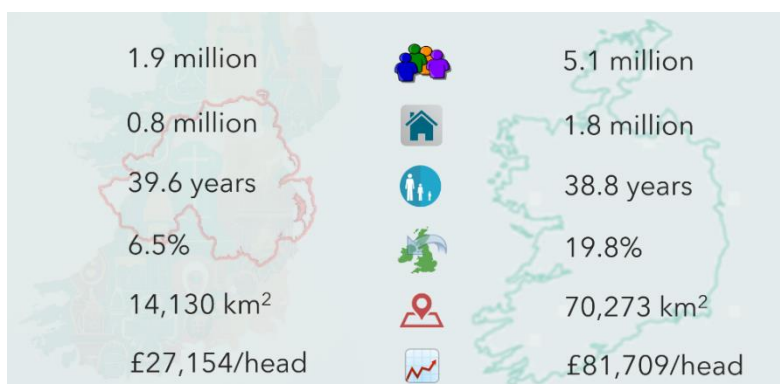 1.9 million 5.1 million
0.8 million 1.8 million
39.6 years 38.8 years
6.5% 19.8%
14,130 km² 70,273 km²
£27,154/head £81,709/head